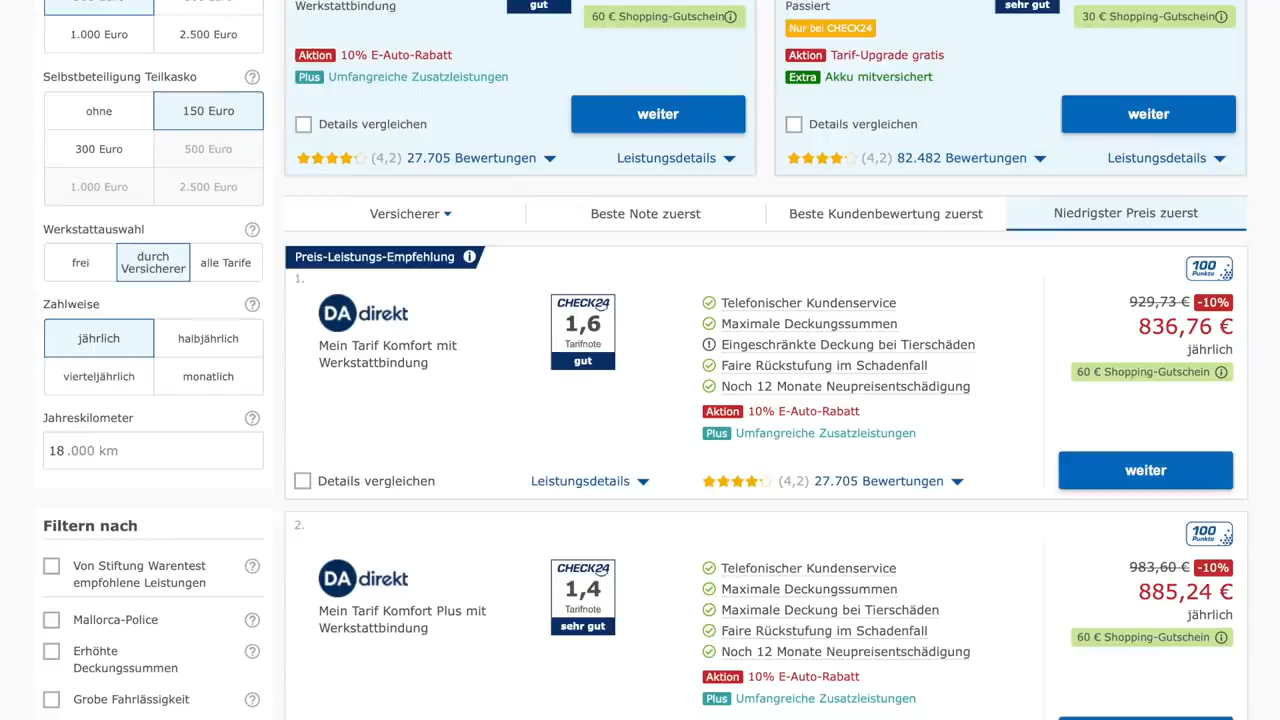 1.000 Euro
2.500 Euro
Selbstbeteiligung Teilkasko ?
ohne
150 Euro
300 Euro
500 Euro
1.000 Euro
2.500 Euro
Werkstattauswahl ?
frei
durch
Versicherer
alle Tarife
Zahlweise ?
jährlich
halbjährlich
vierteljährlich
monatlich
Jahreskilometer ?
18 .000 km
Filtern nach
Von Stiftung Warentest
empfohlene Leistungen ?
Mallorca-Police ?
Erhöhte
Deckungssummen ?
Grobe Fahrlässigkeit ?
Werkstattbindung
gut
60 € Shopping-Gutschein
Aktion 10% E-Auto-Rabatt
Plus Umfangreiche Zusatzleistungen
weiter
Details vergleichen
(4,2) 27.705 Bewertungen
Leistungsdetails
Passiert
sehr gut
30 € Shopping-Gutschein
Nur bei CHECK24
Aktion Tarif-Upgrade gratis
Extra Akku mitversichert
weiter
Details vergleichen
(4,2) 82.482 Bewertungen
Leistungsdetails
Versicherer
Beste Note zuerst
Beste Kundenbewertung zuerst
Niedrigster Preis zuerst
Preis-Leistungs-Empfehlung
1.
DA direkt
Mein Tarif Komfort mit
Werkstattbindung
CHECK24
1,6
Tarifnote
gut
Telefonischer Kundenservice
Maximale Deckungssummen
Eingeschränkte Deckung bei Tierschäden
Faire Rückstufung im Schadenfall
Noch 12 Monate Neupreisentschädigung
Aktion 10% E-Auto-Rabatt
Plus Umfangreiche Zusatzleistungen
100
Punkte
929,73 € -10%
836,76 €
jährlich
60 € Shopping-Gutschein
Details vergleichen
Leistungsdetails
(4,2) 27.705 Bewertungen
weiter
2.
DA direkt
Mein Tarif Komfort Plus mit
Werkstattbindung
CHECK24
1,4
Tarifnote
sehr gut
Telefonischer Kundenservice
Maximale Deckungssummen
Maximale Deckung bei Tierschäden
Faire Rückstufung im Schadenfall
Noch 12 Monate Neupreisentschädigung
Aktion 10% E-Auto-Rabatt
Plus Umfangreiche Zusatzleistungen
100
Punkte
983,60 € -10%
885,24 €
jährlich
60 € Shopping-Gutschein